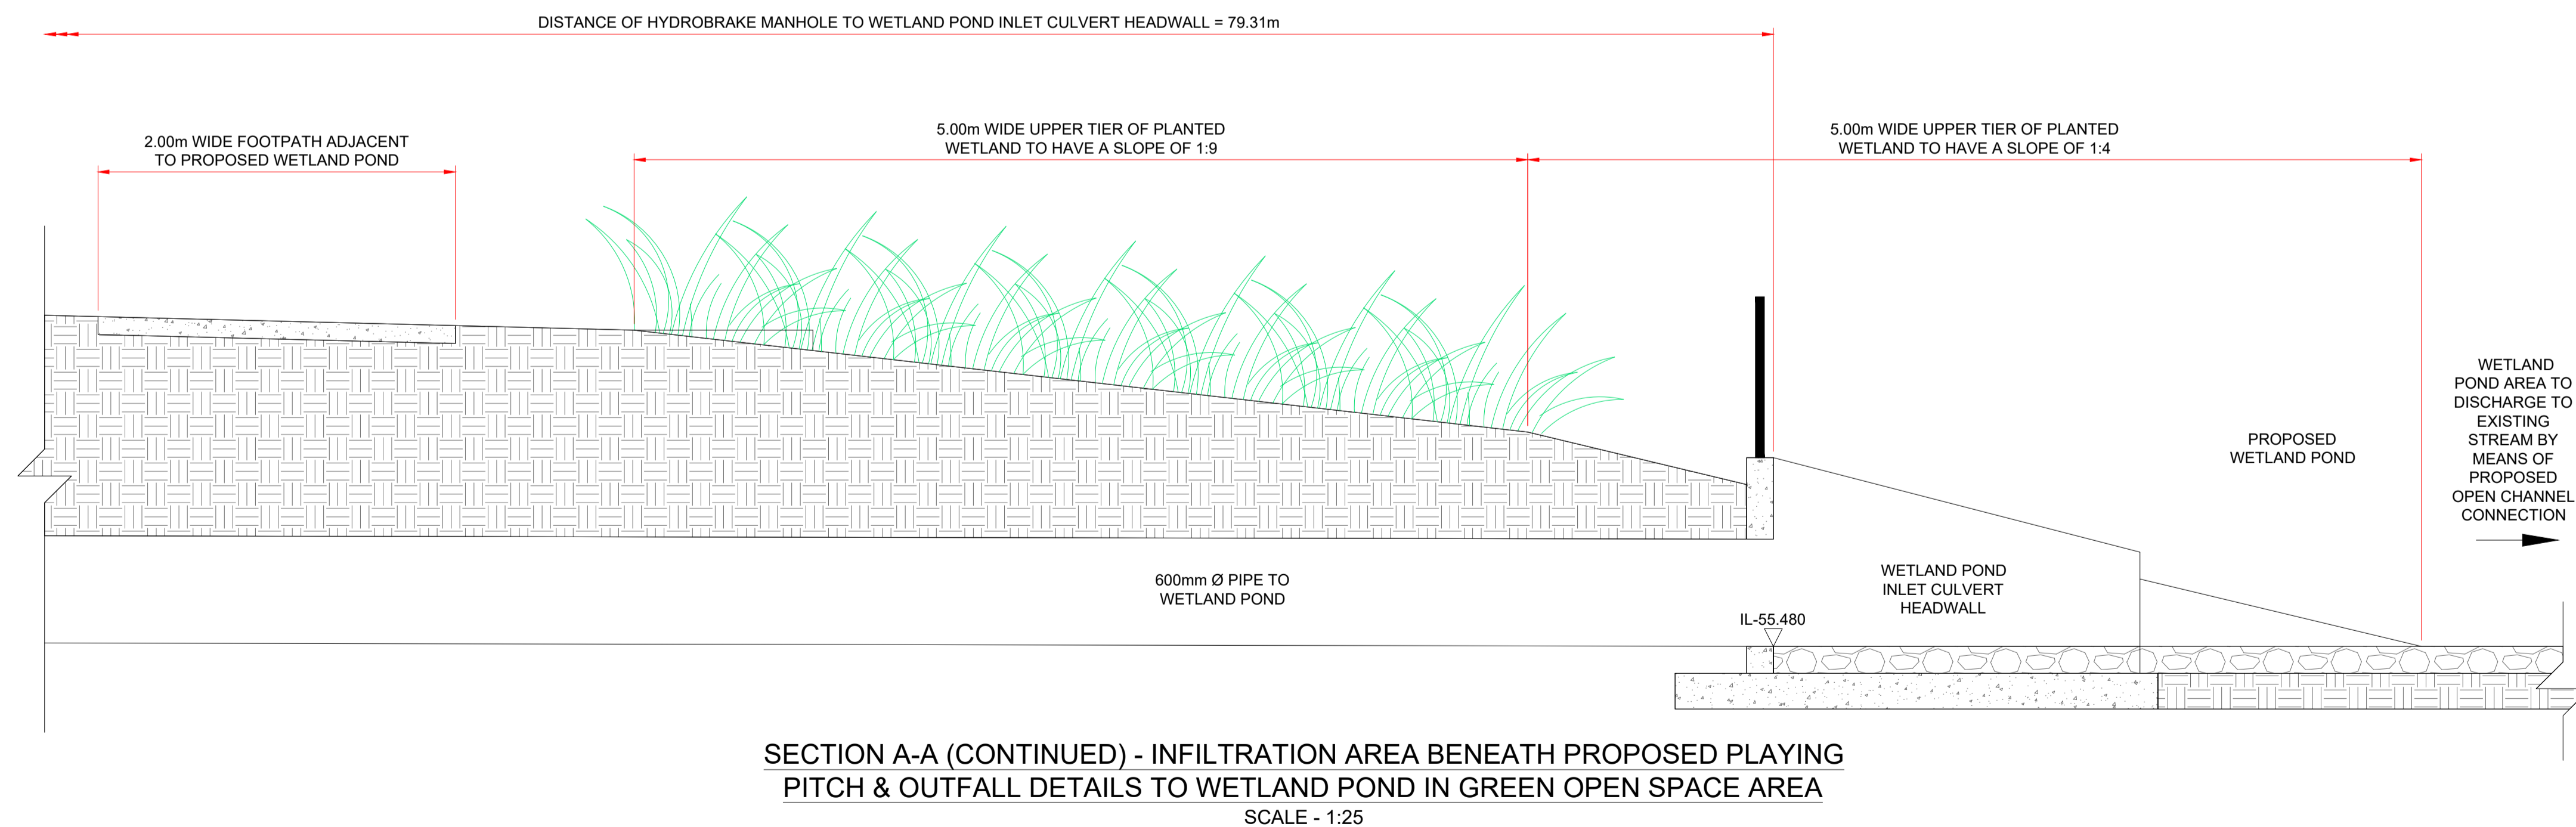 DISTANCE OF HYDROBRAKE MANHOLE TO WETLAND POND INLET CULVERT HEADWALL = 79.31m
2.00m WIDE FOOTPATH ADJACENT
TO PROPOSED WETLAND POND
5.00m WIDE UPPER TIER OF PLANTED
WETLAND TO HAVE A SLOPE OF 1:9
5.00m WIDE UPPER TIER OF PLANTED
WETLAND TO HAVE A SLOPE OF 1:4
WETLAND
POND AREA TO
DISCHARGE TO
EXISTING
STREAM BY
MEANS OF
PROPOSED
OPEN CHANNEL
CONNECTION
PROPOSED
WETLAND POND
600mm Ø PIPE TO
WETLAND POND
WETLAND POND
INLET CULVERT
HEADWALL
IL-55.480
SECTION A-A (CONTINUED) - INFILTRATION AREA BENEATH PROPOSED PLAYING
PITCH & OUTFALL DETAILS TO WETLAND POND IN GREEN OPEN SPACE AREA
SCALE - 1:25